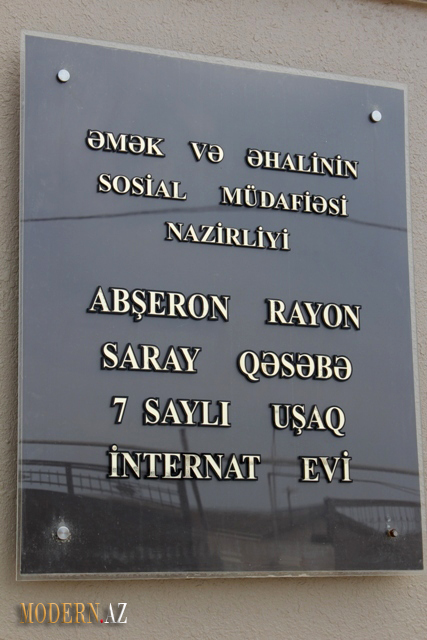 ƏMƏK VƏ ƏHALİNİN
SOSİAL MÜDAFİƏSİ
NAZİRLİYİ
ABŞERON RAYON
SARAY QƏSƏBƏ
7 SAYLI UŞAQ
İNTERNAT EVİ
MODERN.AZ